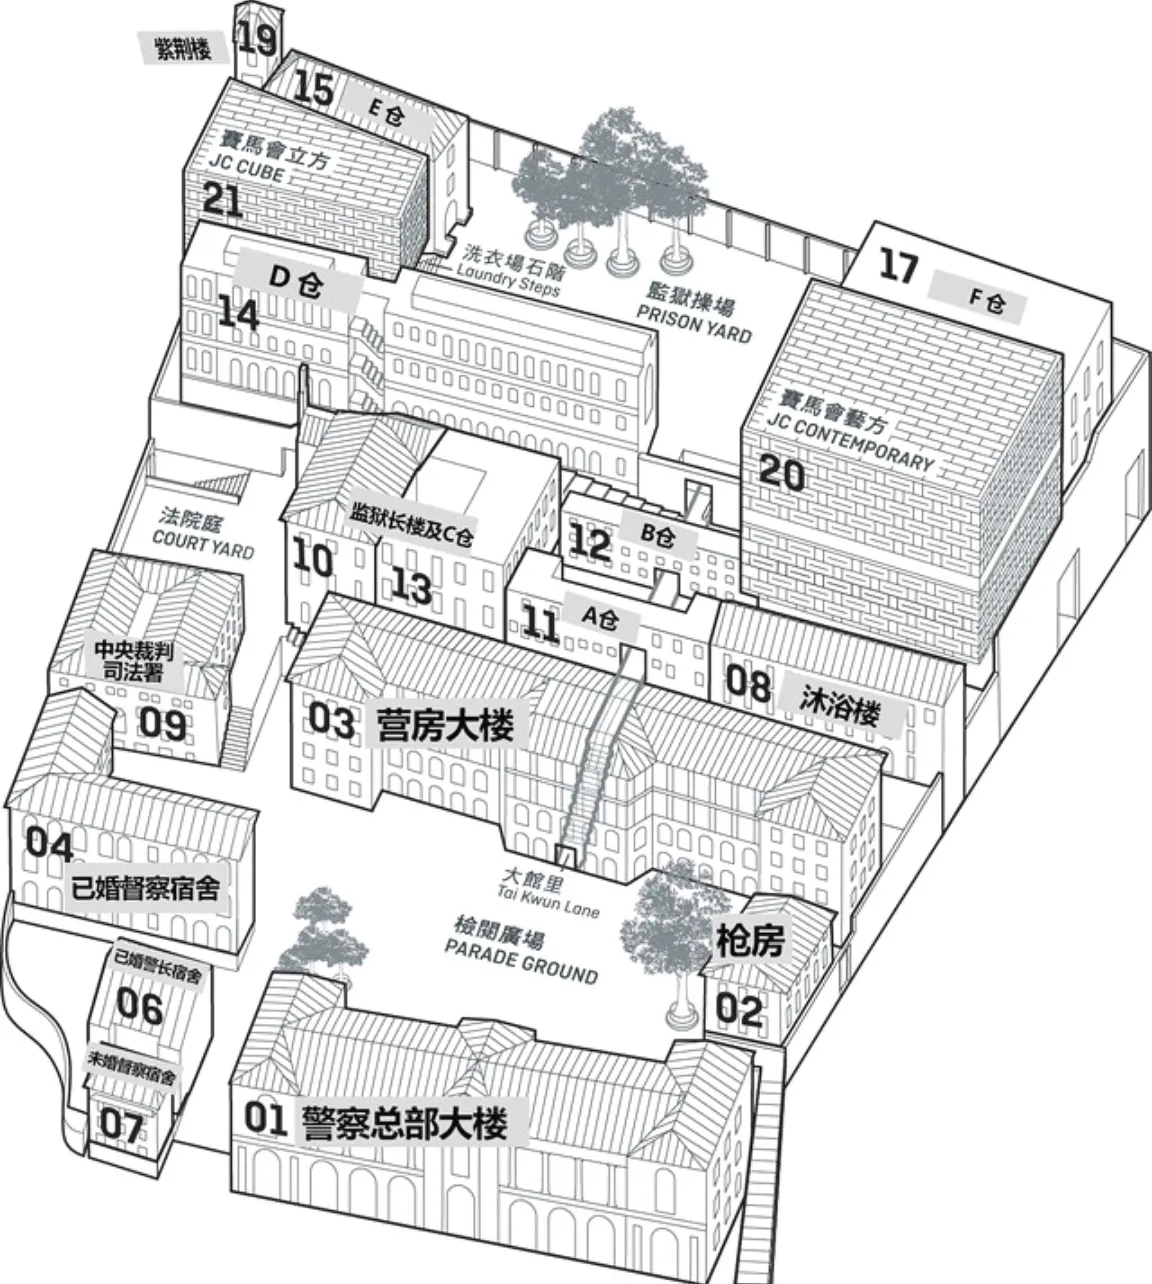 19
紫荆楼
15
E仓
賽馬會立方
JC CUBE
21
洗衣場石階
Laundry Steps
監獄操場
PRISON YARD
17
F仓
D仓
14
賽馬會藝方
JC CONTEMPORARY
20
法院庭
COURT YARD
监狱长楼及C仓
10
13
12
B仓
11
A仓
08
沐浴楼
中央裁判
司法署
09
03
营房大楼
04
已婚督察宿舍
大館里
Tai Kwun Lane
檢閱廣場
PARADE GROUND
枪房
02
已婚警长宿舍
06
未婚督察宿舍
07
01
警察总部大楼